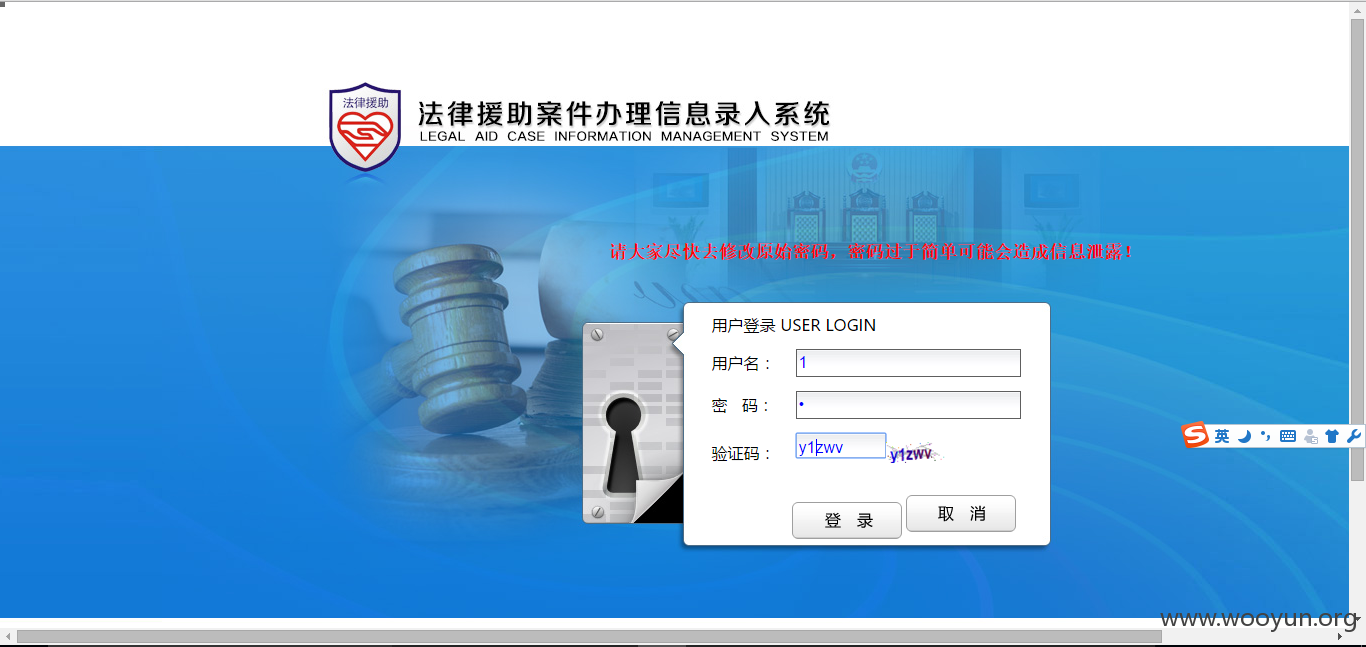 法律援助
法律援助案件办理信息录入系统
LEGAL AID CASE INFORMATION MANAGEMENT SYSTEM
请大家尽快去修改原始密码，密码过于简单可能会造成信息泄露！
用户登录 USER LOGIN
用户名： 1
密 码： •
验证码： y1zwv y1zwv
登 录 取 消
S 英
www.wooyun.org